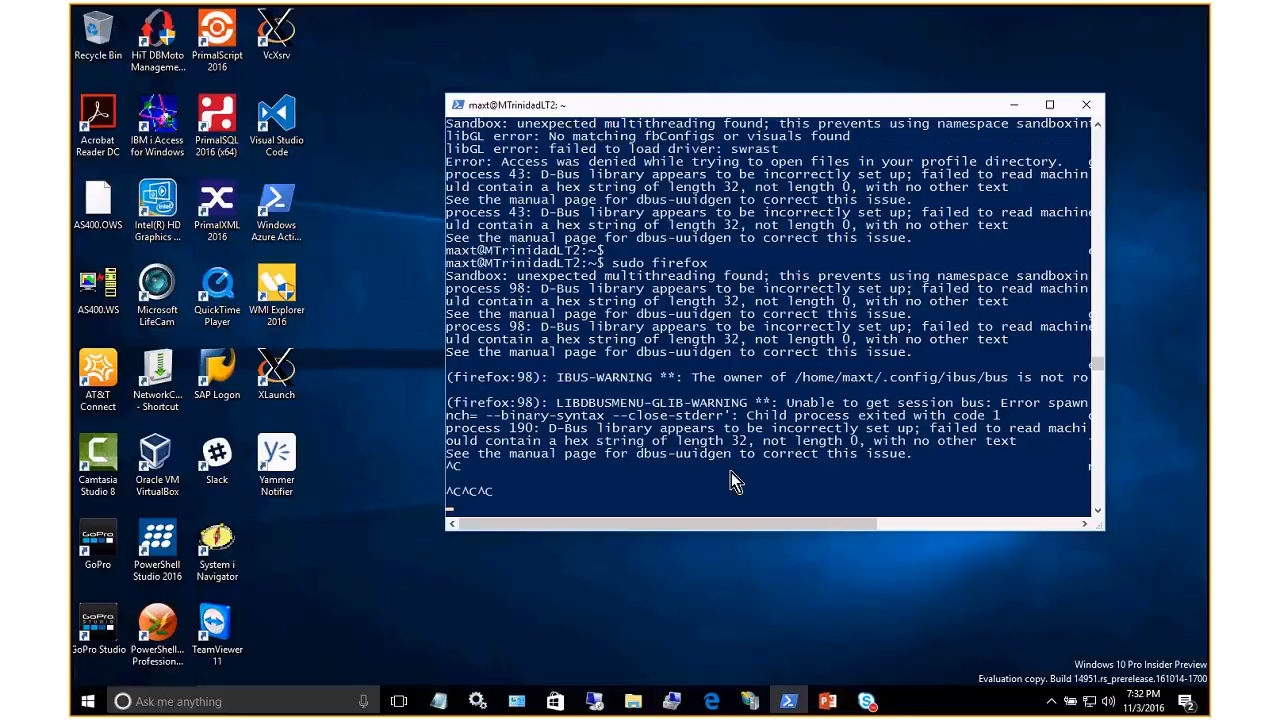 Recycle Bin
HiT DBMoto
Manageme...
PrimalScript
2016
VcXsrv
Acrobat
Reader DC
IBM i Access
for Windows
PrimalSQL
2016 (x64)
Visual Studio
Code
AS400.OWS
Intel(R) HD
Graphics ...
PrimalXML
2016
Windows
Azure Acti...
AS400.WS
Microsoft
LifeCam
QuickTime
Player
WMI Explorer
2016
AT&T
Connect
Network
ViewerC...
- Shortcut
SAP Logon
XLaunch
Camtasia
Studio 8
Oracle VM
VirtualBox
Slack
Yammer
Notifier
GoPro
PowerShell
Studio 2016
System i
Navigator
GoPro Studio
PowerShell...
Profession...
TeamViewer
11
maxt@MTrinidadLT2: ~
Sandbox: unexpected multithreading found; this prevents using namespace sandboxin
libGL error: No matching fbConfigs or visuals found
libGL error: failed to load driver: swrast
Error: Access was denied while trying to open files in your profile directory.
process 43: D-Bus library appears to be incorrectly set up; failed to read machin
uld contain a hex string of length 32, not length 0, with no other text
See the manual page for dbus-uuidgen to correct this issue.
process 43: D-Bus library appears to be incorrectly set up; failed to read machine
uld contain a hex string of length 32, not length 0, with no other text
See the manual page for dbus-uuidgen to correct this issue.
maxt@MTrinidadLT2:~$
maxt@MTrinidadLT2:~$ sudo firefox
Sandbox: unexpected multithreading found; this prevents using namespace sandboxin
process 98: D-Bus library appears to be incorrectly set up; failed to read machin
uld contain a hex string of length 32, not length 0, with no other text
See the manual page for dbus-uuidgen to correct this issue.
process 98: D-Bus library appears to be incorrectly set up; failed to read machine
uld contain a hex string of length 32, not length 0, with no other text
See the manual page for dbus-uuidgen to correct this issue.
(firefox:98): IBUS-WARNING **: The owner of /home/maxt/.config/ibus/bus is not ro
(firefox:98): LIBDBUSMENU-GLIB-WARNING **: Unable to get session bus: Error spawn
nch= --binary-syntax --close-stderr': Child process exited with code 1
process 190: D-Bus library appears to be incorrectly set up; failed to read machi
ould contain a hex string of length 32, not length 0, with no other text
See the manual page for dbus-uuidgen to correct this issue.
^C
^C^C^C
Windows 10 Pro Insider Preview
Evaluation copy. Build 14951.rs_prerelease.161014-1700
Ask me anything
7:32 PM
11/3/2016
2